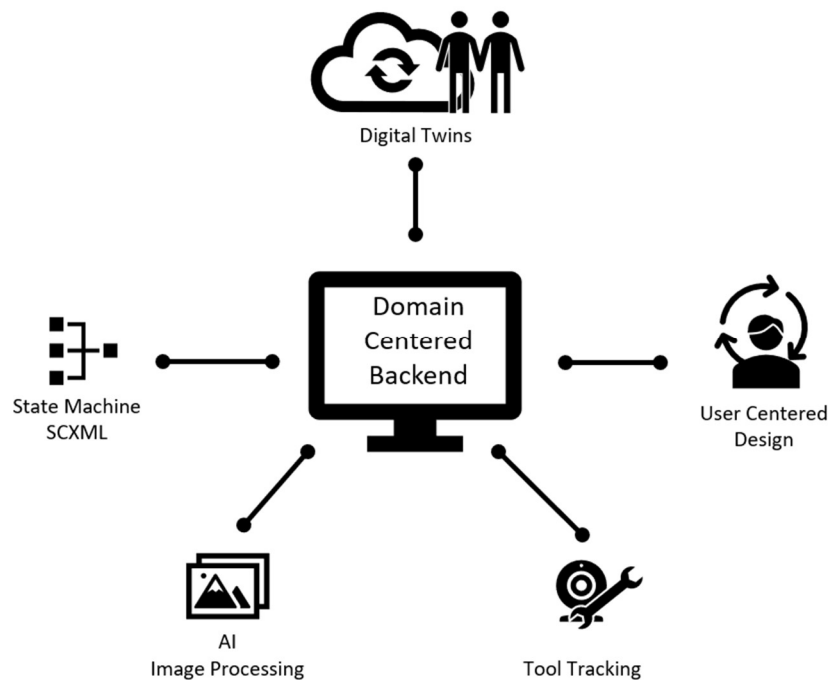 Digital Twins
Domain
Centered
Backend
State Machine
SCXML
User Centered
Design
AI
Image Processing
Tool Tracking